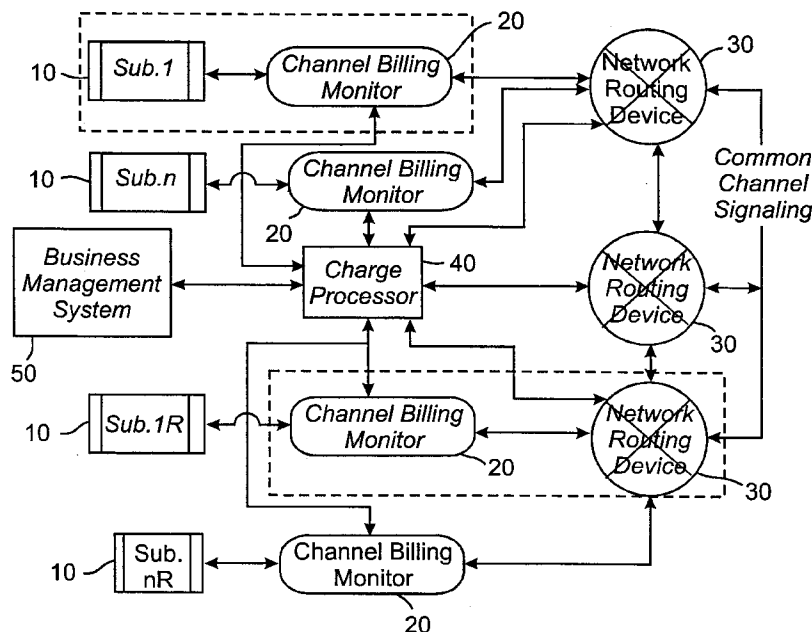 20
30
10
Sub.1
Channel Billing
Monitor
Network
Routing
Device
10
Sub.n
Channel Billing
Monitor
20
Common
Channel
Signaling
Business
Management
System
50
40
Charge
Processor
Network
Routing
Device
30
10
Sub.1R
Channel Billing
Monitor
20
Network
Routing
Device
30
10
Sub.
nR
Channel Billing
Monitor
20